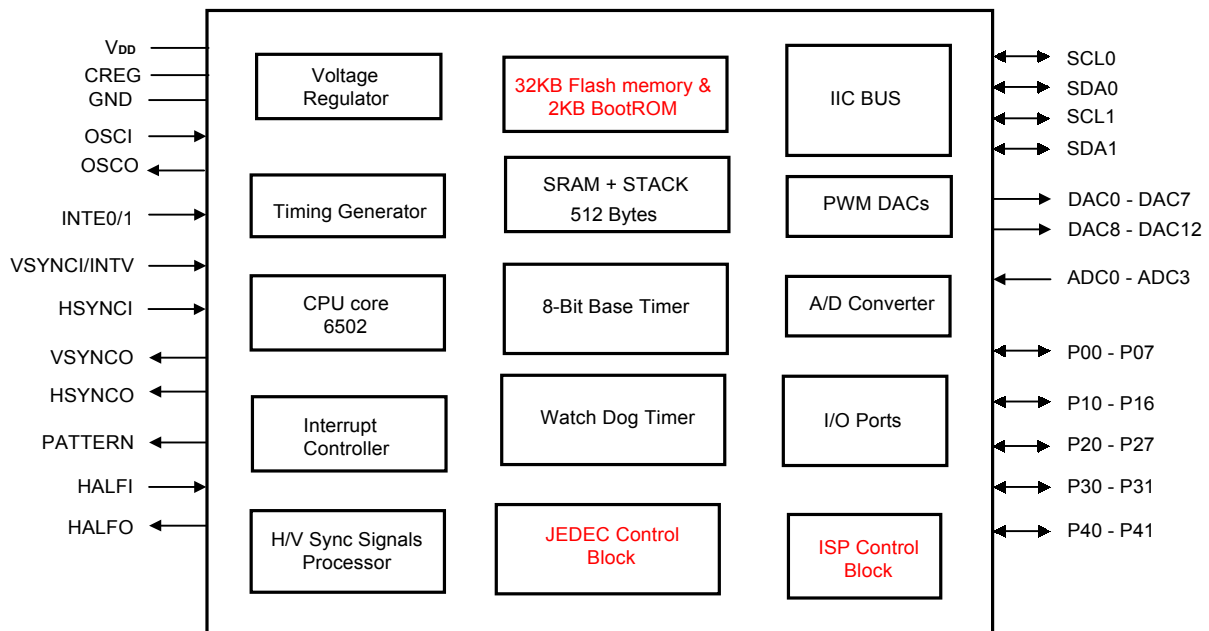 VDD
CREG
GND
OSCI
OSCO
INTE0/1
VSYNCI/INTV
HSYNCI
VSYNCO
HSYNCO
PATTERN
HALFI
HALFO
Voltage
Regulator
Timing Generator
CPU core
6502
Interrupt
Controller
H/V Sync Signals
Processor
32KB Flash memory &
2KB BootROM
SRAM + STACK
512 Bytes
8-Bit Base Timer
Watch Dog Timer
JEDEC Control
Block
IIC BUS
PWM DACs
A/D Converter
I/O Ports
ISP Control
Block
SCL0
SDA0
SCL1
SDA1
DAC0 - DAC7
DAC8 - DAC12
ADC0 - ADC3
P00 - P07
P10 - P16
P20 - P27
P30 - P31
P40 - P41